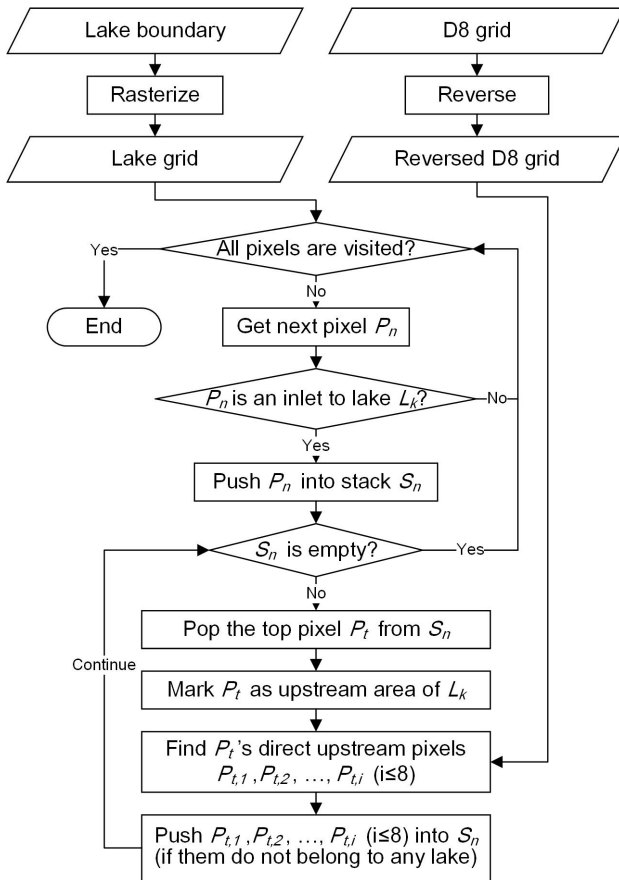 Lake boundary
D8 grid
Rasterize
Reverse
Lake grid
Reversed D8 grid
Yes
All pixels are visited?
No
End
Get next pixel Pn
Pn is an inlet to lake Lk?
No
Yes
Push Pn into stack Sn
Sn is empty?
Yes
No
Pop the top pixel Pt from Sn
Continue
Mark Pt as upstream area of Lk
Find Pt's direct upstream pixels
Pt,1 ,Pt,2 , ..., Pt,i (i≤8)
Push Pt,1 ,Pt,2 , ..., Pt,i (i≤8) into Sn
(if them do not belong to any lake)